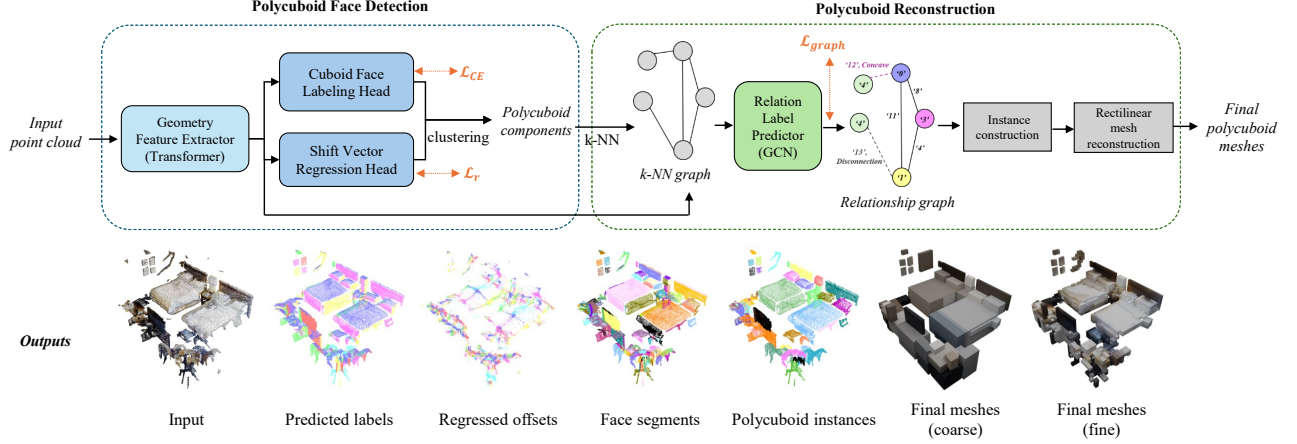 Polycuboid Face Detection
Polycuboid Reconstruction
Input
point cloud
Geometry
Feature Extractor
(Transformer)
Cuboid Face
Labeling Head
ℒCE
Shift Vector
Regression Head
ℒr
clustering
Polycuboid
components
k-NN
k-NN graph
Relation
Label
Predictor
(GCN)
ℒgraph
'12', Concave
'4'
'0'
'8'
'4'
'11'
'3'
'13',
Disconnection
'4'
'1'
Relationship graph
Instance
construction
Rectilinear
mesh
reconstruction
Final
polycuboid
meshes
Outputs
Input
Predicted labels
Regressed offsets
Face segments
Polycuboid instances
Final meshes
(coarse)
Final meshes
(fine)